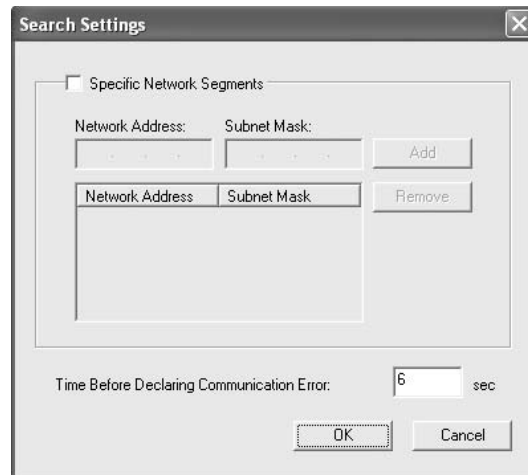 Search Settings
Specific Network Segments
Network Address: Subnet Mask:
Add
Network Address Subnet Mask
Remove
Time Before Declaring Communication Error: 6 sec
OK Cancel